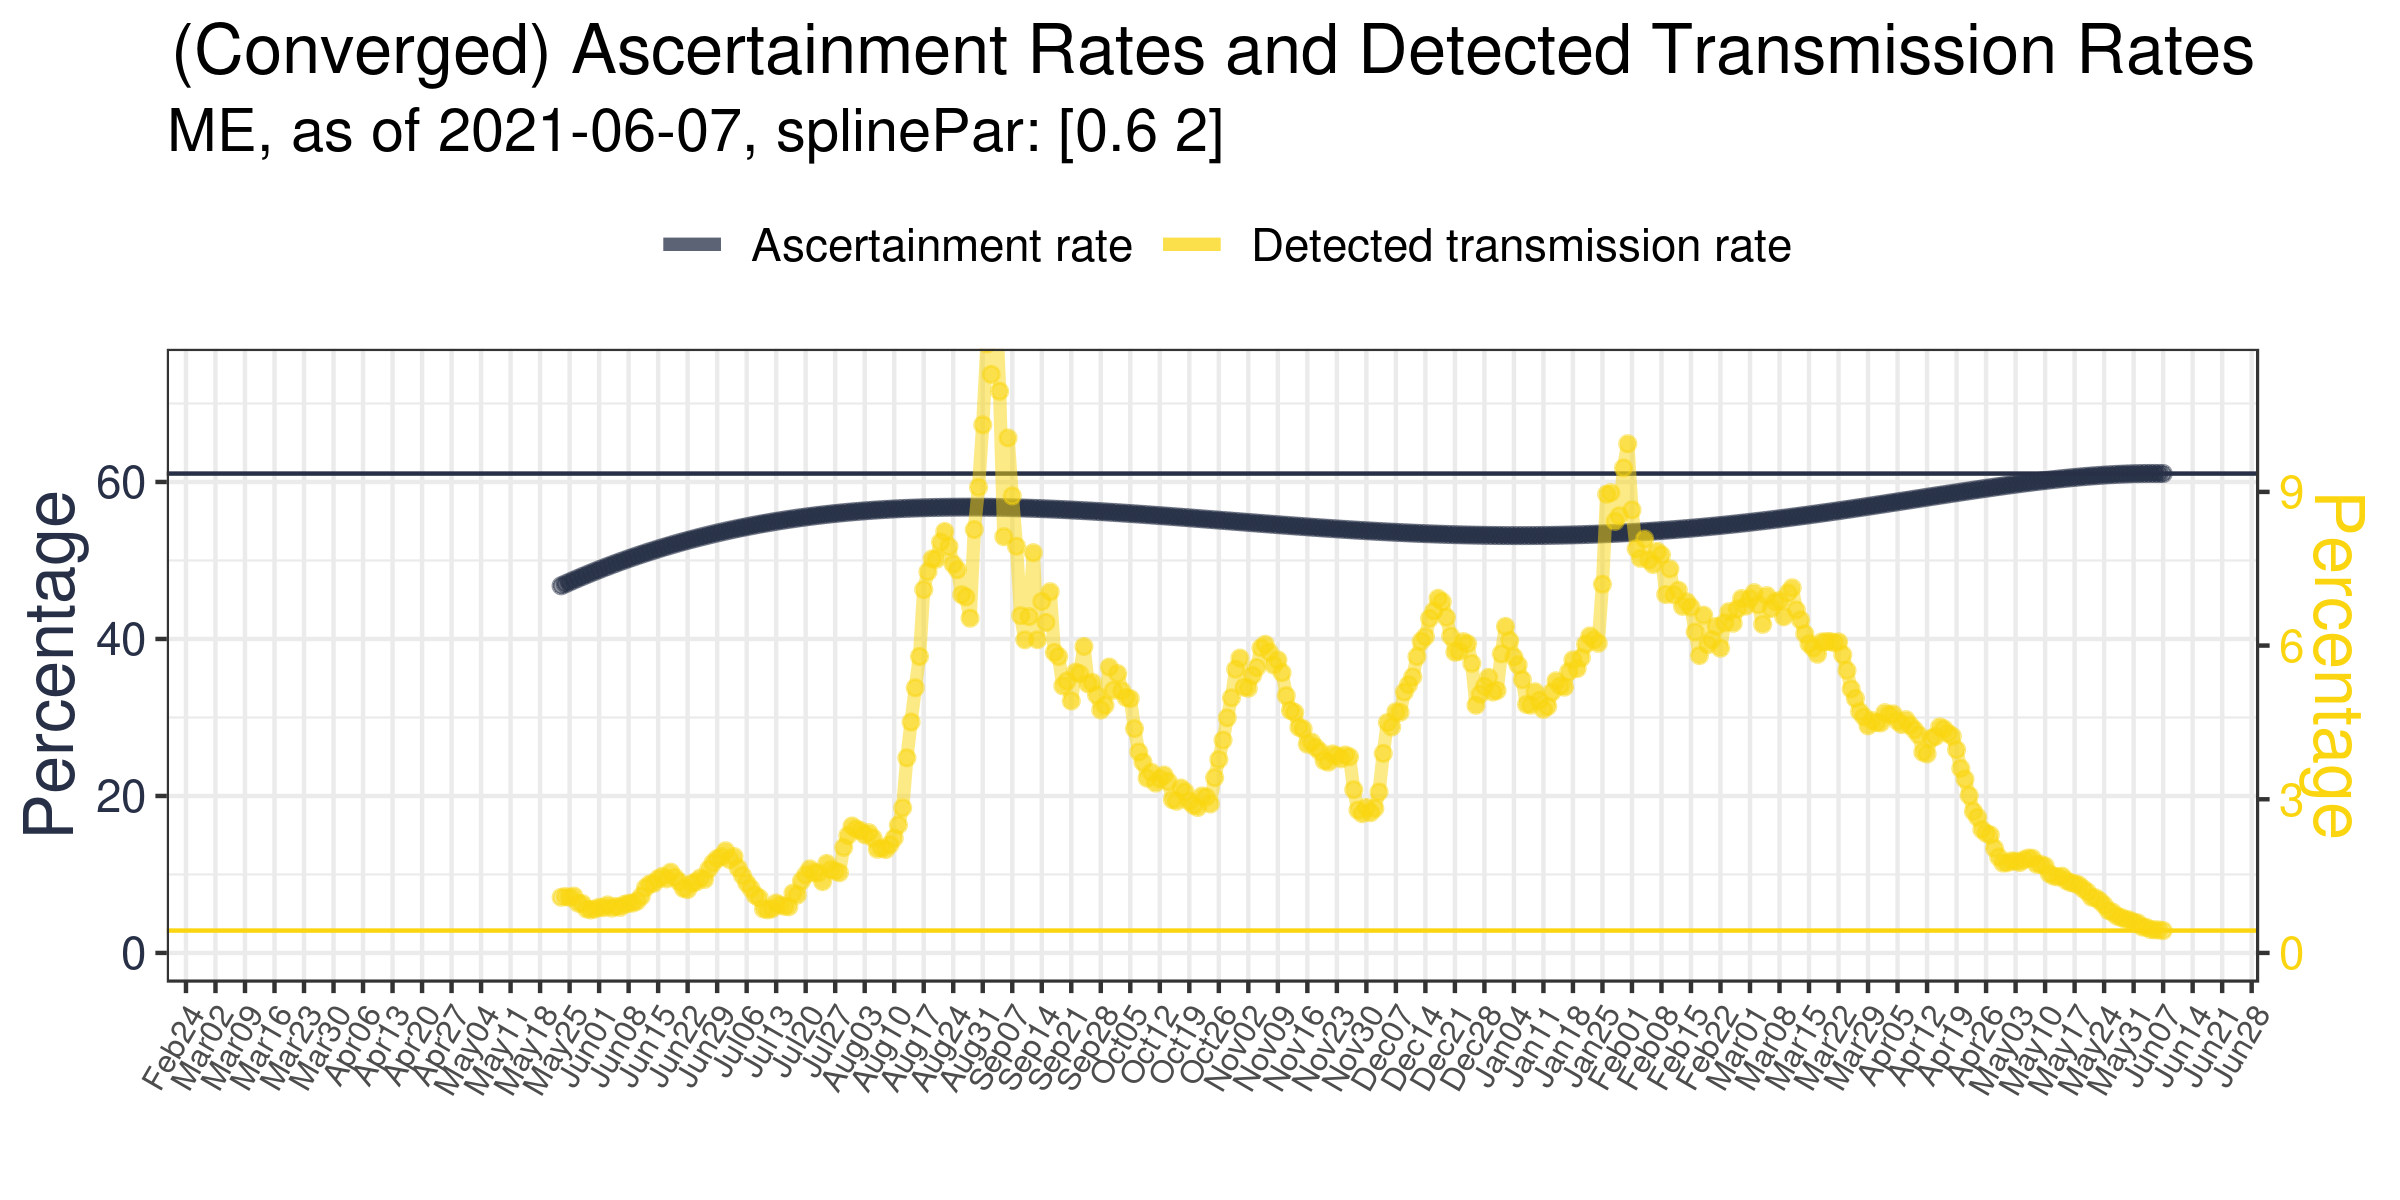 (Converged) Ascertainment Rates and Detected Transmission Rates
ME, as of 2021-06-07, splinePar: [0.6 2]
Ascertainment rate
Detected transmission rate
Percentage
60
40
20
0
9
6
3
0
Percentage
Feb24
Mar02
Mar09
Mar16
Mar23
Mar30
Apr06
Apr13
Apr20
Apr27
May04
May11
May18
May25
Jun01
Jun08
Jun15
Jun22
Jun29
Jul06
Jul13
Jul20
Jul27
Aug03
Aug10
Aug17
Aug24
Aug31
Sep07
Sep14
Sep21
Sep28
Oct05
Oct12
Oct19
Oct26
Nov02
Nov09
Nov16
Nov23
Nov30
Dec07
Dec14
Dec21
Dec28
Jan04
Jan11
Jan18
Jan25
Feb01
Feb08
Feb15
Feb22
Mar01
Mar08
Mar15
Mar22
Mar29
Apr05
Apr12
Apr19
Apr26
May03
May10
May17
May24
May31
Jun07
Jun14
Jun21
Jun28